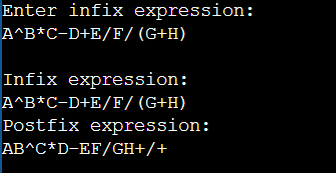 Enter infix expression:
A^B*C-D+E/F/(G+H)
Infix expression:
A^B*C-D+E/F/(G+H)
Postfix expression:
AB^C*D-EF/GH+/+